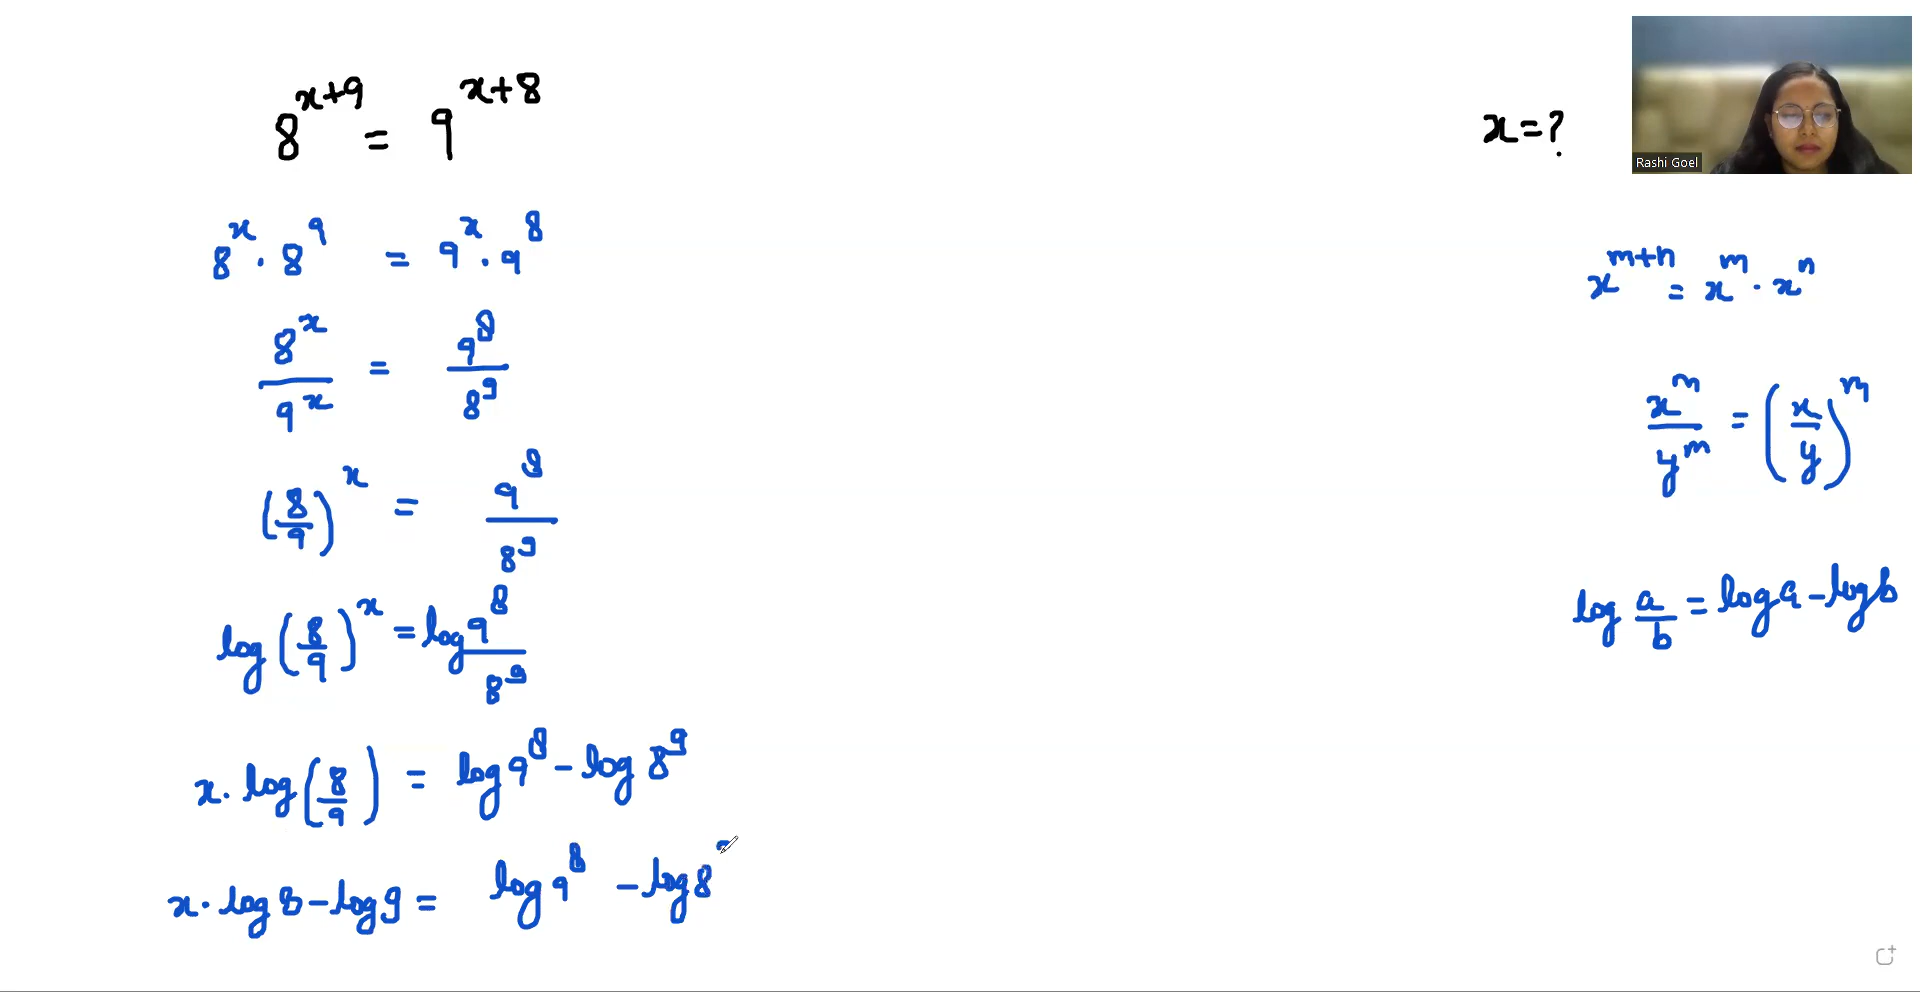 8^{x+9} = 9^{x+8}
x=?
Rashi Goel
8^x · 8^9 = 9^x · 9^8
x^{m+n} = x^m · x^n
8^x / 9^x = 9^8 / 8^9
x^m / y^m = (x/y)^m
(8/9)^x = 9^8 / 8^9
log (8/9)^x = log 9^8 / 8^9
log a/b = log a - log b
x · log (8/9) = log 9^8 - log 8^9
x · log 8 - log 9 = log 9^8 - log 8